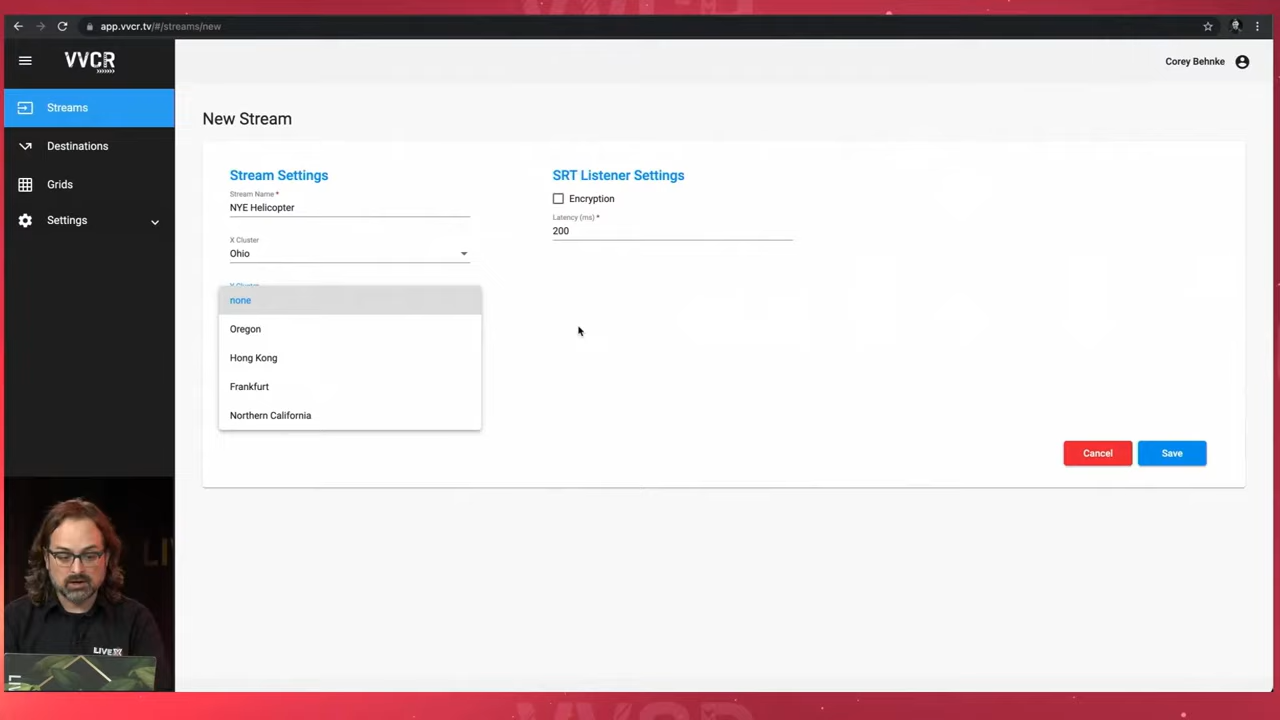 app.vvcr.tv/#/streams/new
VVCR
Corey Behnke
Streams
Destinations
Grids
Settings
New Stream
Stream Settings
Stream Name *
NYE Helicopter
X Cluster
Ohio
none
Oregon
Hong Kong
Frankfurt
Northern California
SRT Listener Settings
Encryption
Latency (ms) *
200
Cancel
Save
LIVE